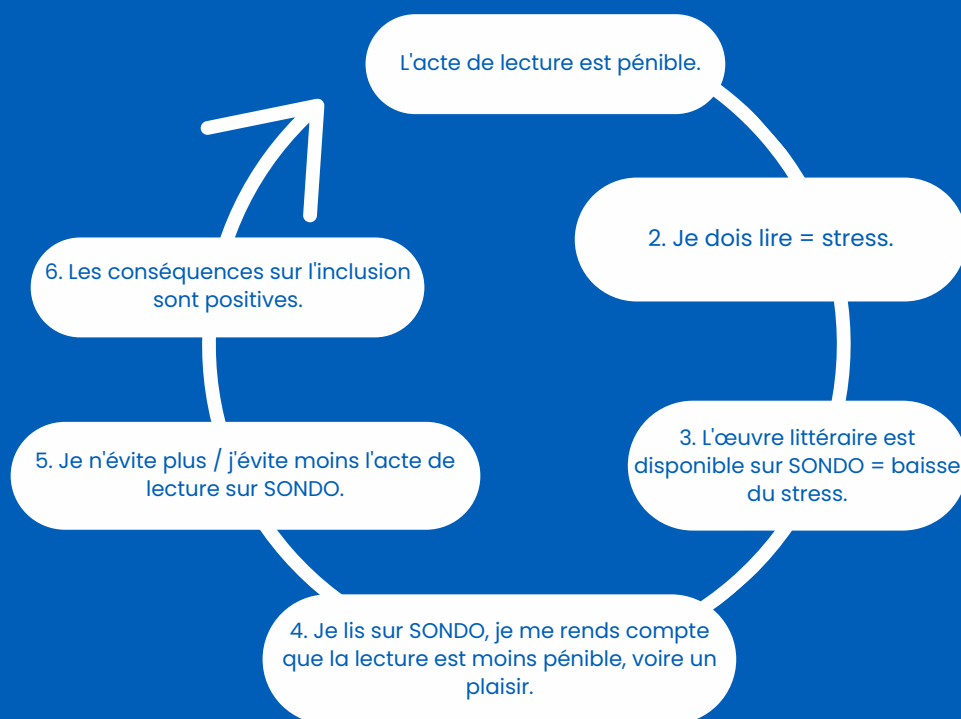 L'acte de lecture est pénible.
2. Je dois lire = stress.
3. L'œuvre littéraire est
disponible sur SONDO = baisse
du stress.
4. Je lis sur SONDO, je me rends compte
que la lecture est moins pénible, voire un
plaisir.
5. Je n'évite plus / j'évite moins l'acte de
lecture sur SONDO.
6. Les conséquences sur l'inclusion
sont positives.